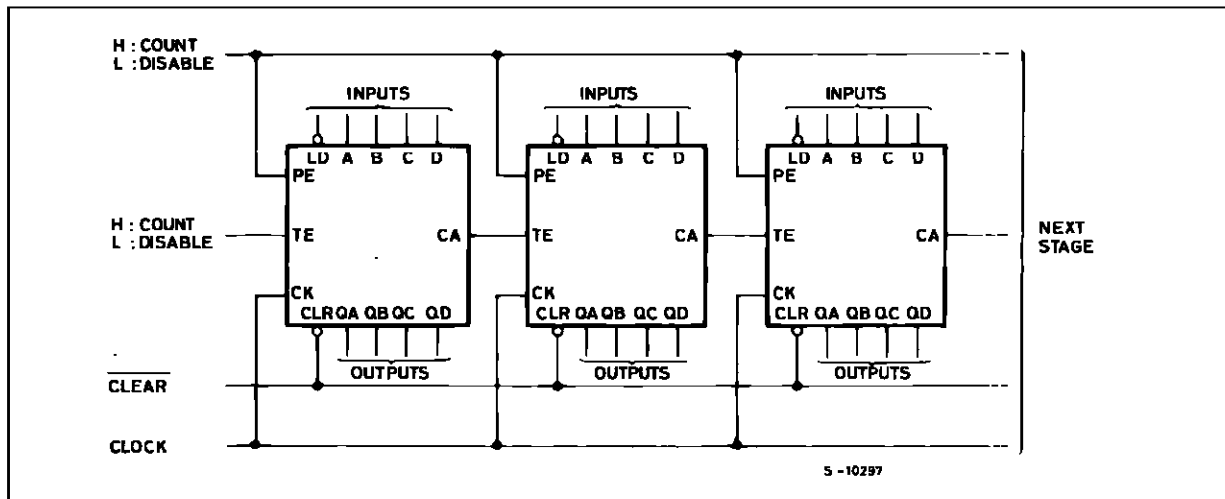 H : COUNT
L : DISABLE
INPUTS
INPUTS
INPUTS
LD A B C D
LD A B C D
LD A B C D
PE
PE
PE
H : COUNT
L : DISABLE
TE
CA
TE
CA
TE
CA
NEXT
STAGE
CK
CK
CK
CLR QA QB QC QD
CLR QA QB QC QD
CLR QA QB QC QD
OUTPUTS
OUTPUTS
OUTPUTS
CLEAR
CLOCK
S-10297